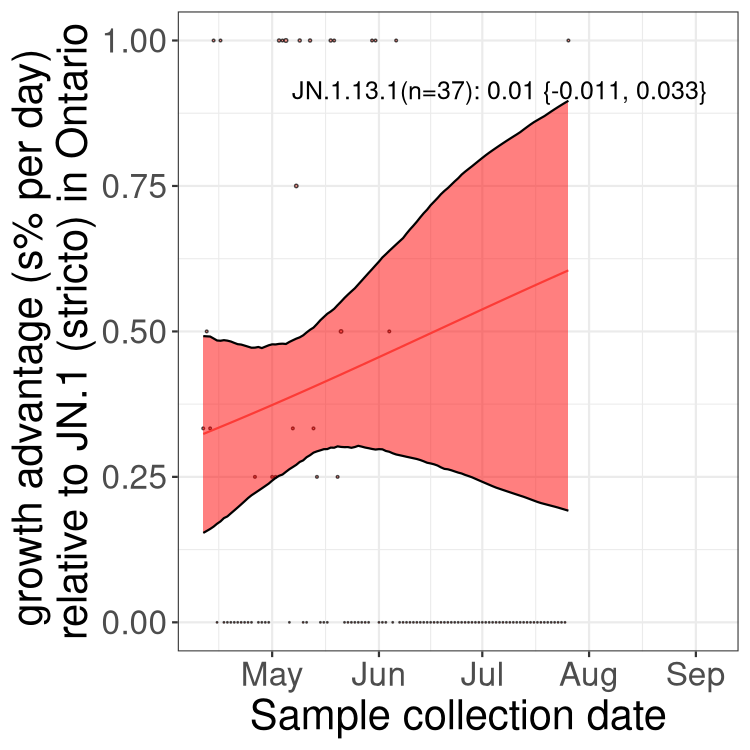 growth advantage (s% per day)
relative to JN.1 (stricto) in Ontario
1.00
0.75
0.50
0.25
0.00
JN.1.13.1(n=37): 0.01 {-0.011, 0.033}
May Jun Jul Aug Sep
Sample collection date